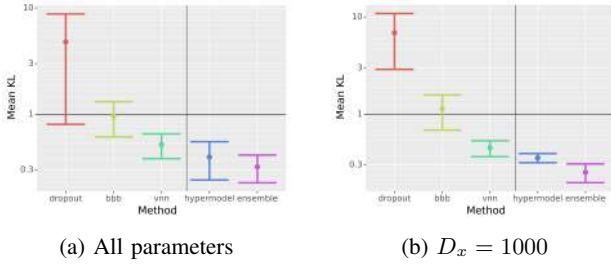 10
3
1
0.3
Mean KL
dropout bbb vnn hypermodel ensemble
Method
(a) All parameters
10
3
1
0.3
Mean KL
dropout bbb vnn hypermodel ensemble
Method
(b) $D_x = 1000$